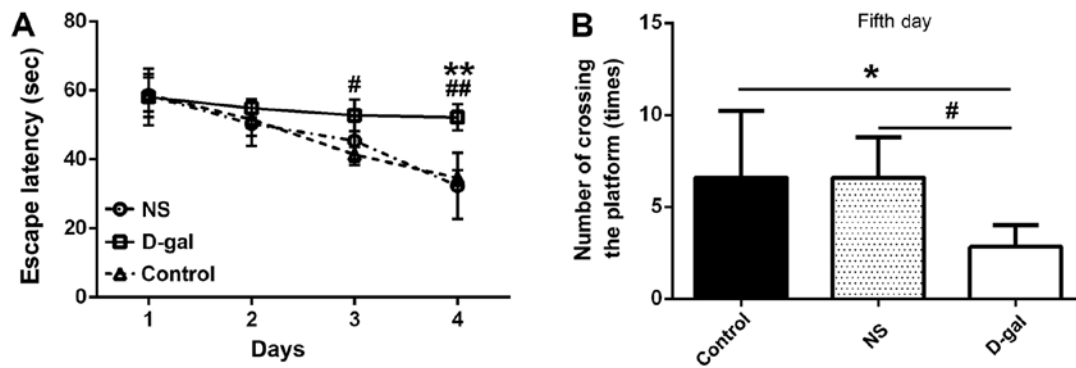 A
Escape latency (sec)
80
60
40
20
0
#
**
##
NS
D-gal
Control
1 2 3 4
Days
B
Fifth day
Number of crossing
the platform (times)
15
10
5
0
*
#
Control
NS
D-gal